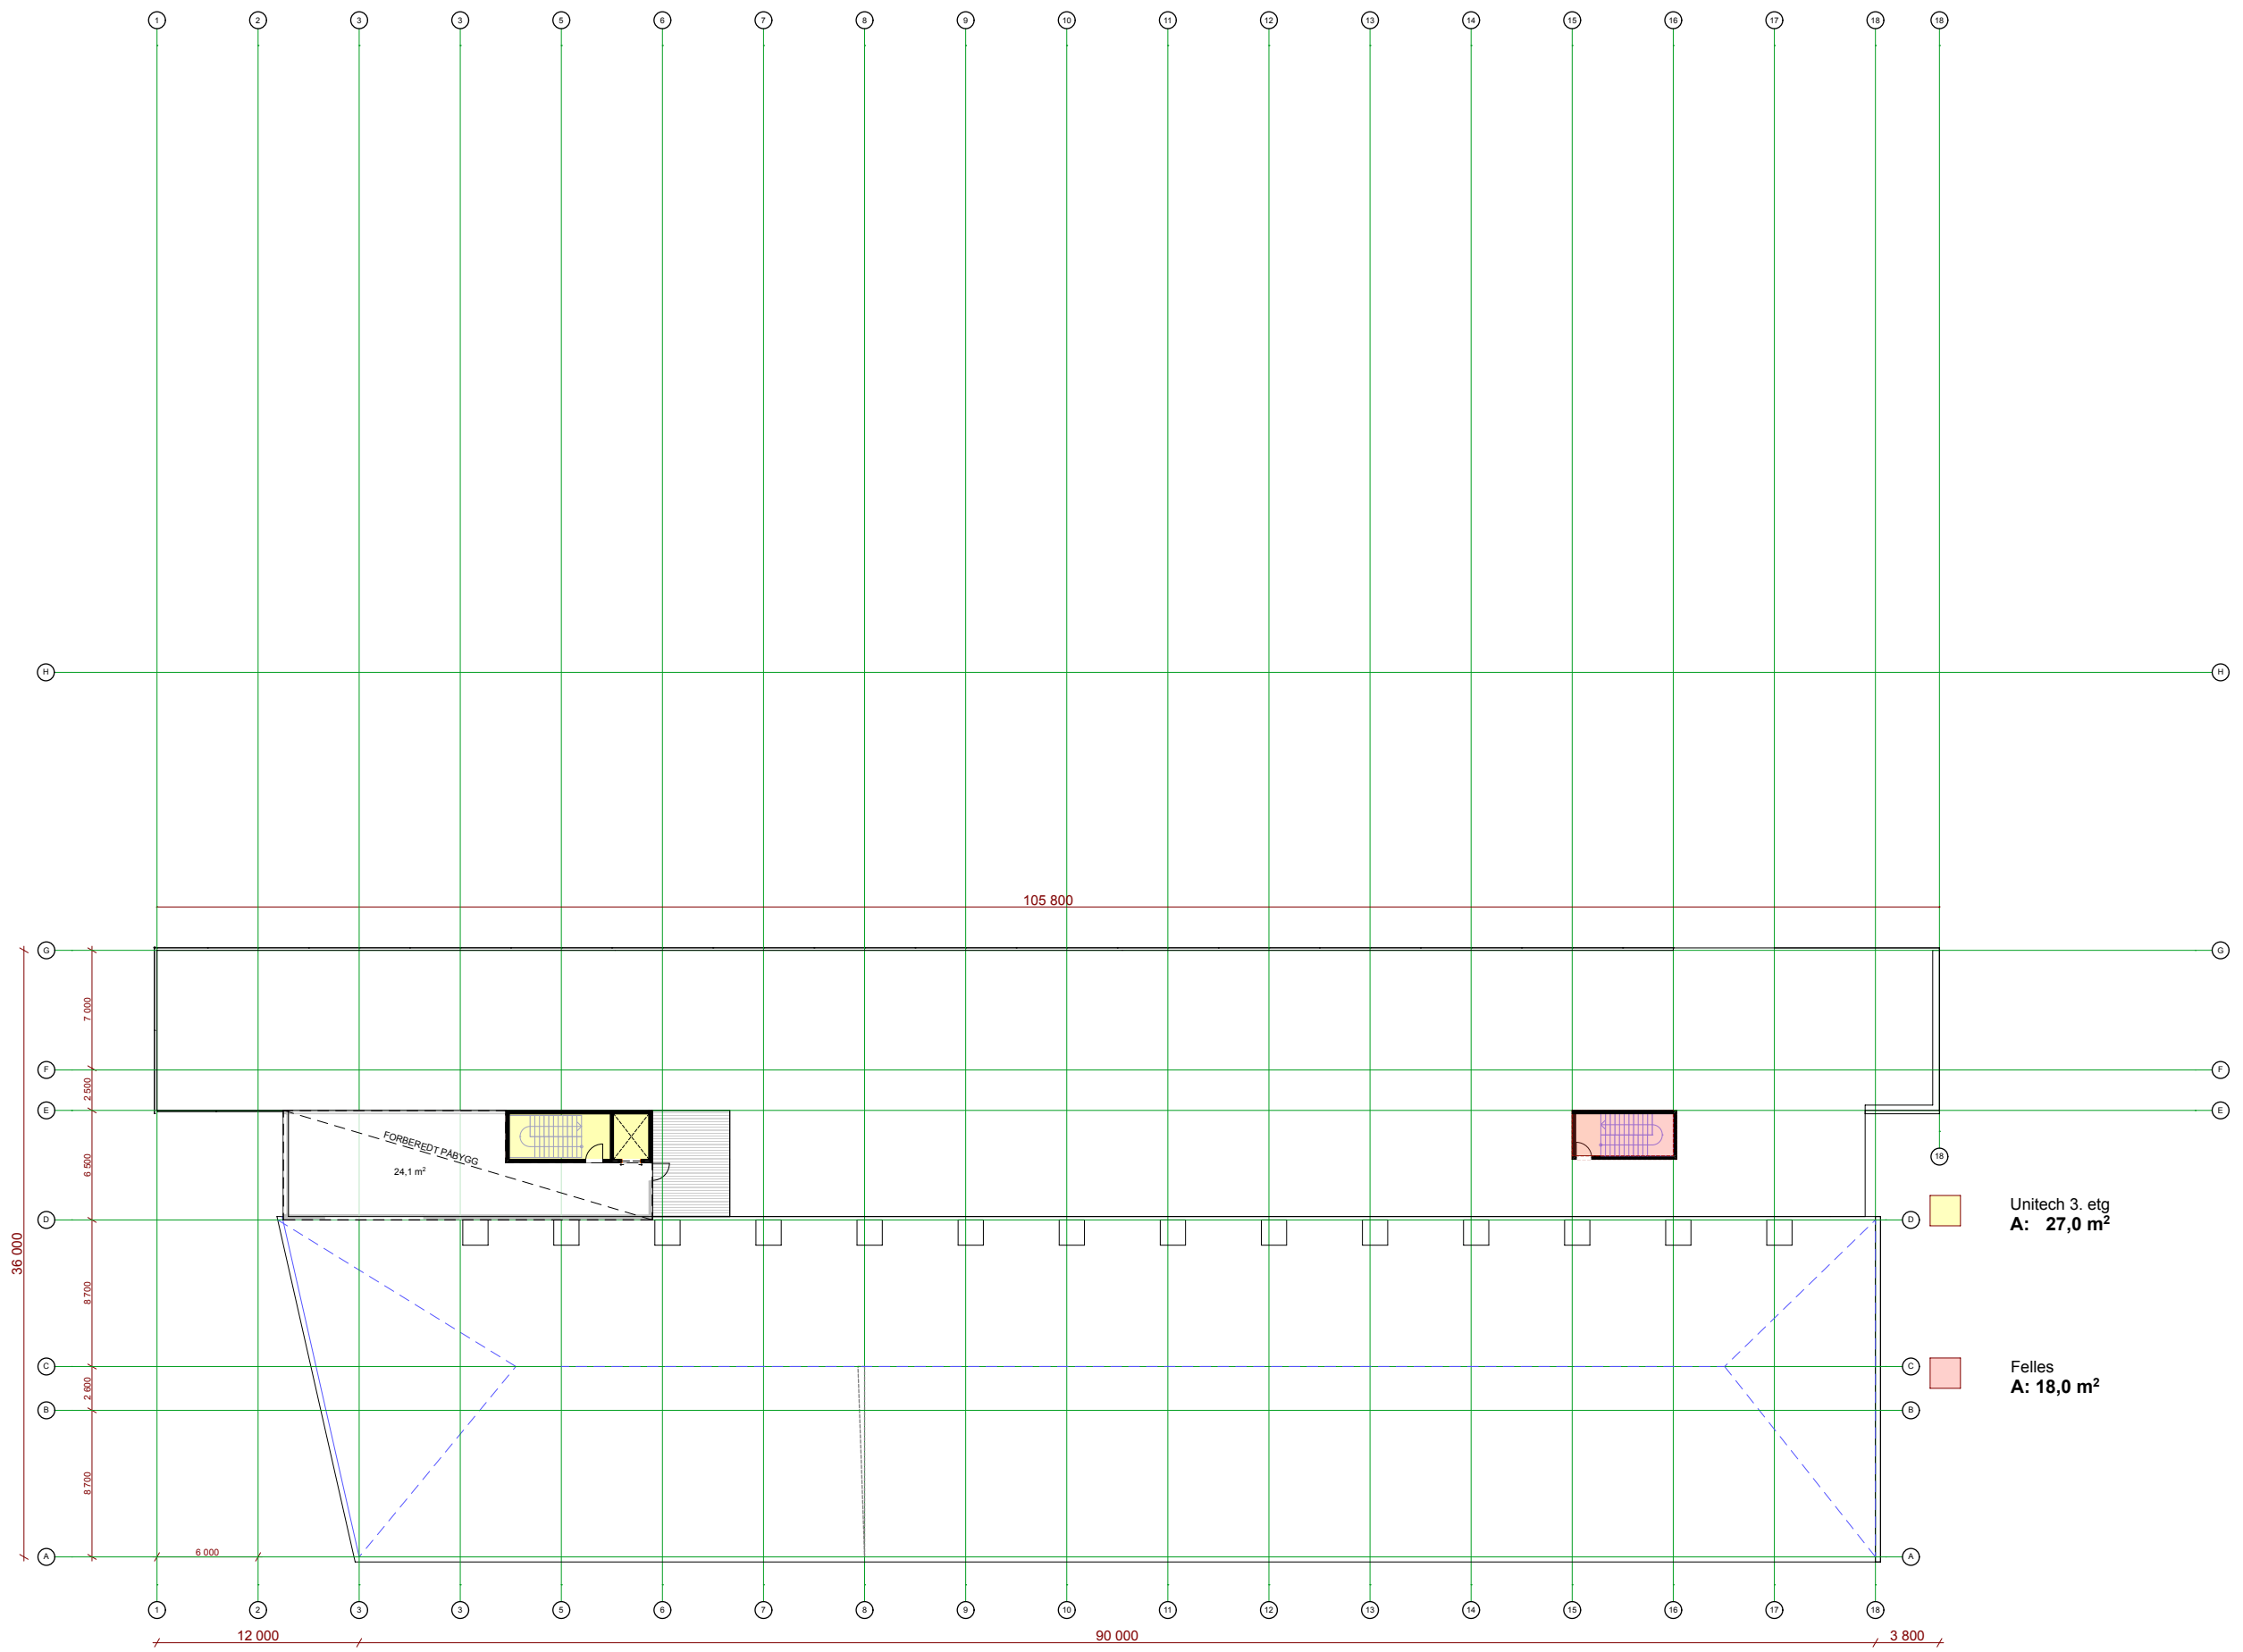 1 2 3 3 5 6 7 8 9 10 11 12 13 14 15 16 17 18 18
H H
105 800
G G
7 000
F F
2 500
E E
FORBEREDT PÅBYGG
24,1 m²
6 500
18
Unitech 3. etg
A: 27,0 m²
D D
36 000
8 700
C C
Felles
A: 18,0 m²
2 600
B B
8 700
6 000
A A
1 2 3 3 5 6 7 8 9 10 11 12 13 14 15 16 17 18
12 000 90 000 3 800